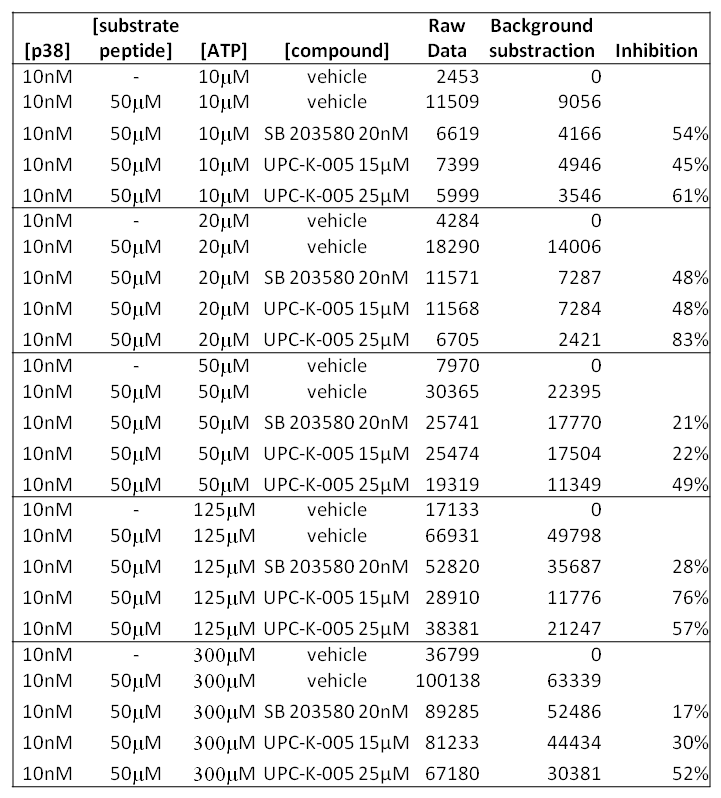 [p38] [substrate peptide] [ATP] [compound] Raw Data Background substraction Inhibition
10nM - 10μM vehicle 2453 0
10nM 50μM 10μM vehicle 11509 9056
10nM 50μM 10μM SB 203580 20nM 6619 4166 54%
10nM 50μM 10μM UPC-K-005 15μM 7399 4946 45%
10nM 50μM 10μM UPC-K-005 25μM 5999 3546 61%
10nM - 20μM vehicle 4284 0
10nM 50μM 20μM vehicle 18290 14006
10nM 50μM 20μM SB 203580 20nM 11571 7287 48%
10nM 50μM 20μM UPC-K-005 15μM 11568 7284 48%
10nM 50μM 20μM UPC-K-005 25μM 6705 2421 83%
10nM - 50μM vehicle 7970 0
10nM 50μM 50μM vehicle 30365 22395
10nM 50μM 50μM SB 203580 20nM 25741 17770 21%
10nM 50μM 50μM UPC-K-005 15μM 25474 17504 22%
10nM 50μM 50μM UPC-K-005 25μM 19319 11349 49%
10nM - 125μM vehicle 17133 0
10nM 50μM 125μM vehicle 66931 49798
10nM 50μM 125μM SB 203580 20nM 52820 35687 28%
10nM 50μM 125μM UPC-K-005 15μM 28910 11776 76%
10nM 50μM 125μM UPC-K-005 25μM 38381 21247 57%
10nM - 300μM vehicle 36799 0
10nM 50μM 300μM vehicle 100138 63339
10nM 50μM 300μM SB 203580 20nM 89285 52486 17%
10nM 50μM 300μM UPC-K-005 15μM 81233 44434 30%
10nM 50μM 300μM UPC-K-005 25μM 67180 30381 52%